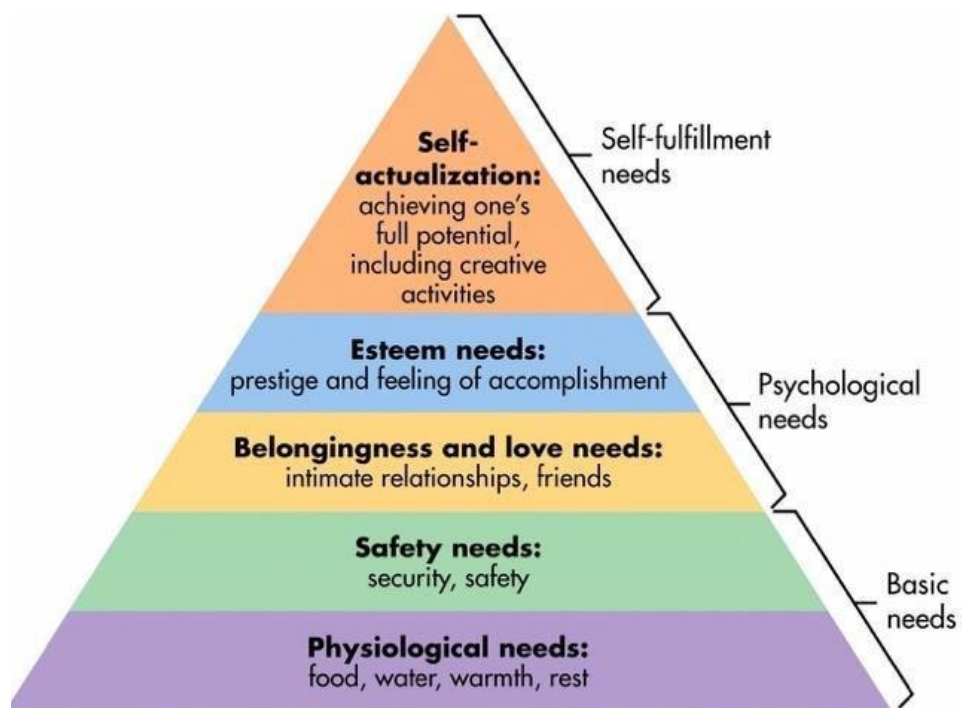 Self-
actualization:
achieving one's
full potential,
including creative
activities
Self-fulfillment
needs
Esteem needs:
prestige and feeling of accomplishment
Psychological
needs
Belongingness and love needs:
intimate relationships, friends
Safety needs:
security, safety
Basic
needs
Physiological needs:
food, water, warmth, rest